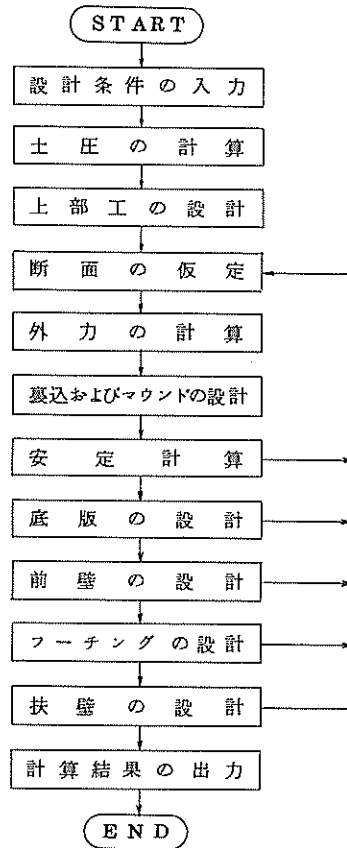 START
設計条件の入力
土圧の計算
上部工の設計
断面の仮定
外力の計算
裏込およびマウンドの設計
安定計算
底版の設計
前壁の設計
フーチングの設計
扶壁の設計
計算結果の出力
END